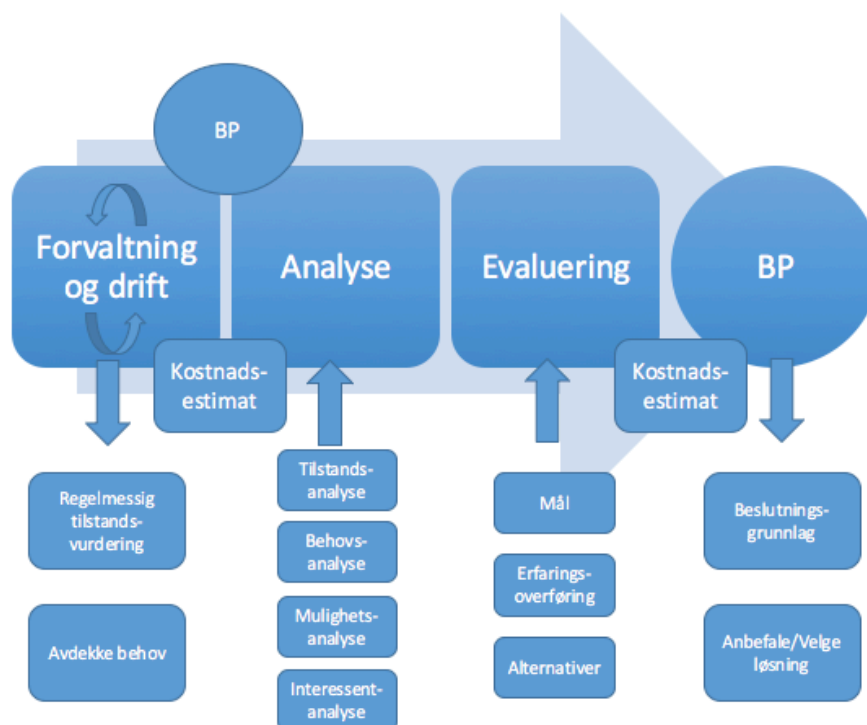 BP
Forvaltning
og drift
Analyse
Evaluering
BP
Kostnads-
estimat
Kostnads-
estimat
Regelmessig
tilstands-
vurdering
Avdekke behov
Tilstands-
analyse
Behovs-
analyse
Mulighets-
analyse
Interessent-
analyse
Mål
Erfarings-
overføring
Alternativer
Beslutnings-
grunnlag
Anbefale/Velge
løsning